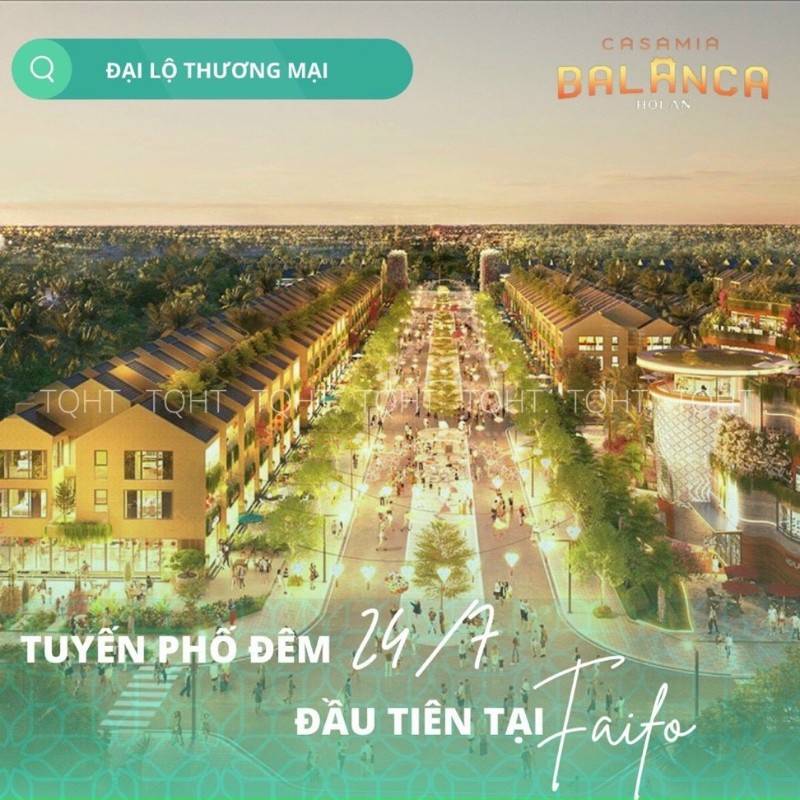 ĐẠI LỘ THƯƠNG MẠI
CASAMIA
BALANCA
HỘI AN
TQHT TQHT TQHT TQHT TQHT TQHT TQHT
TUYẾN PHỐ ĐÊM 24/7
ĐẦU TIÊN TẠI Faifo